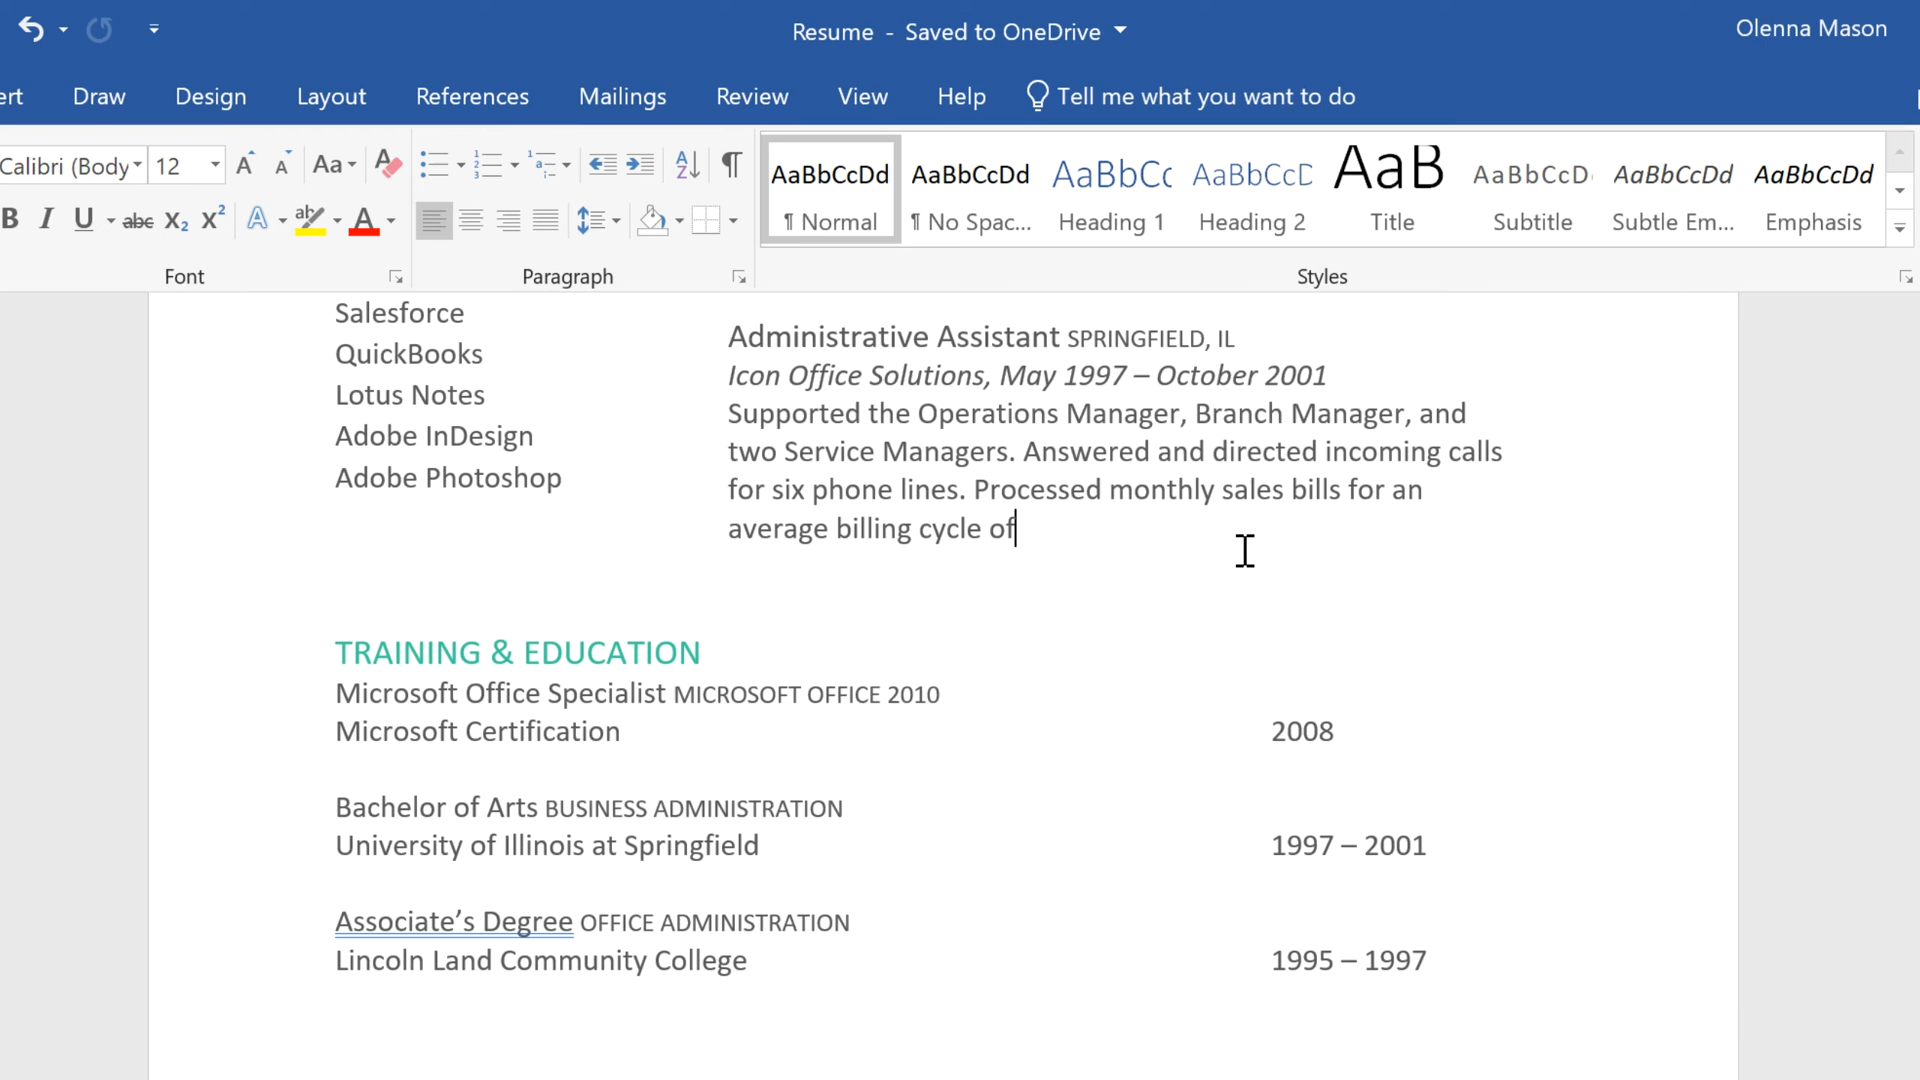 Resume - Saved to OneDrive
Olenna Mason
ert Draw Design Layout References Mailings Review View Help Tell me what you want to do
Calibri (Body 12 A A Aa A
AaBbCcDd AaBbCcDd AaBbCc AaBbCcD AaB AaBbCcD AaBbCcDd AaBbCcDd
B I U abc X₂ X² A ab A
¶ Normal ¶ No Spac... Heading 1 Heading 2 Title Subtitle Subtle Em... Emphasis
Font Paragraph Styles
Salesforce
QuickBooks
Lotus Notes
Adobe InDesign
Adobe Photoshop
Administrative Assistant SPRINGFIELD, IL
Icon Office Solutions, May 1997 – October 2001
Supported the Operations Manager, Branch Manager, and
two Service Managers. Answered and directed incoming calls
for six phone lines. Processed monthly sales bills for an
average billing cycle of
TRAINING & EDUCATION
Microsoft Office Specialist MICROSOFT OFFICE 2010
Microsoft Certification 2008
Bachelor of Arts BUSINESS ADMINISTRATION
University of Illinois at Springfield 1997 – 2001
Associate’s Degree OFFICE ADMINISTRATION
Lincoln Land Community College 1995 – 1997